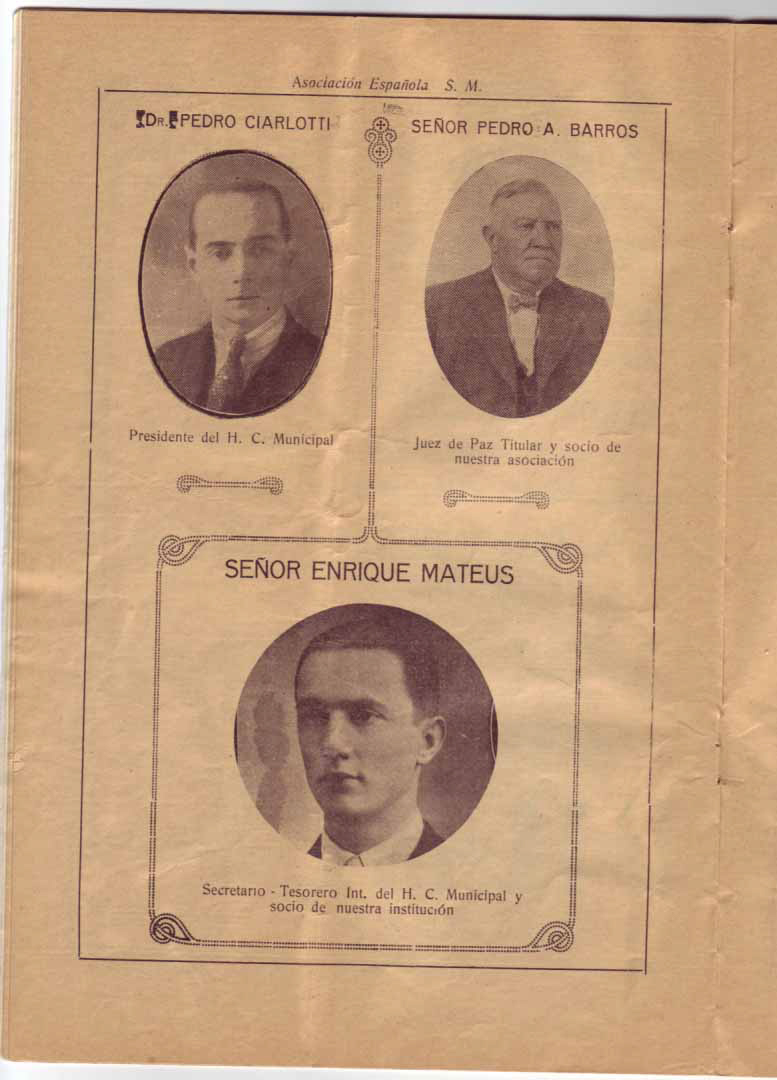 Asociación Española S. M.
DR. PEDRO CIARLOTTI
Presidente del H. C. Municipal
SEÑOR PEDRO A. BARROS
Juez de Paz Titular y socio de
nuestra asociación
SEÑOR ENRIQUE MATEUS
Secretario - Tesorero Int. del H. C. Municipal y
socio de nuestra institución